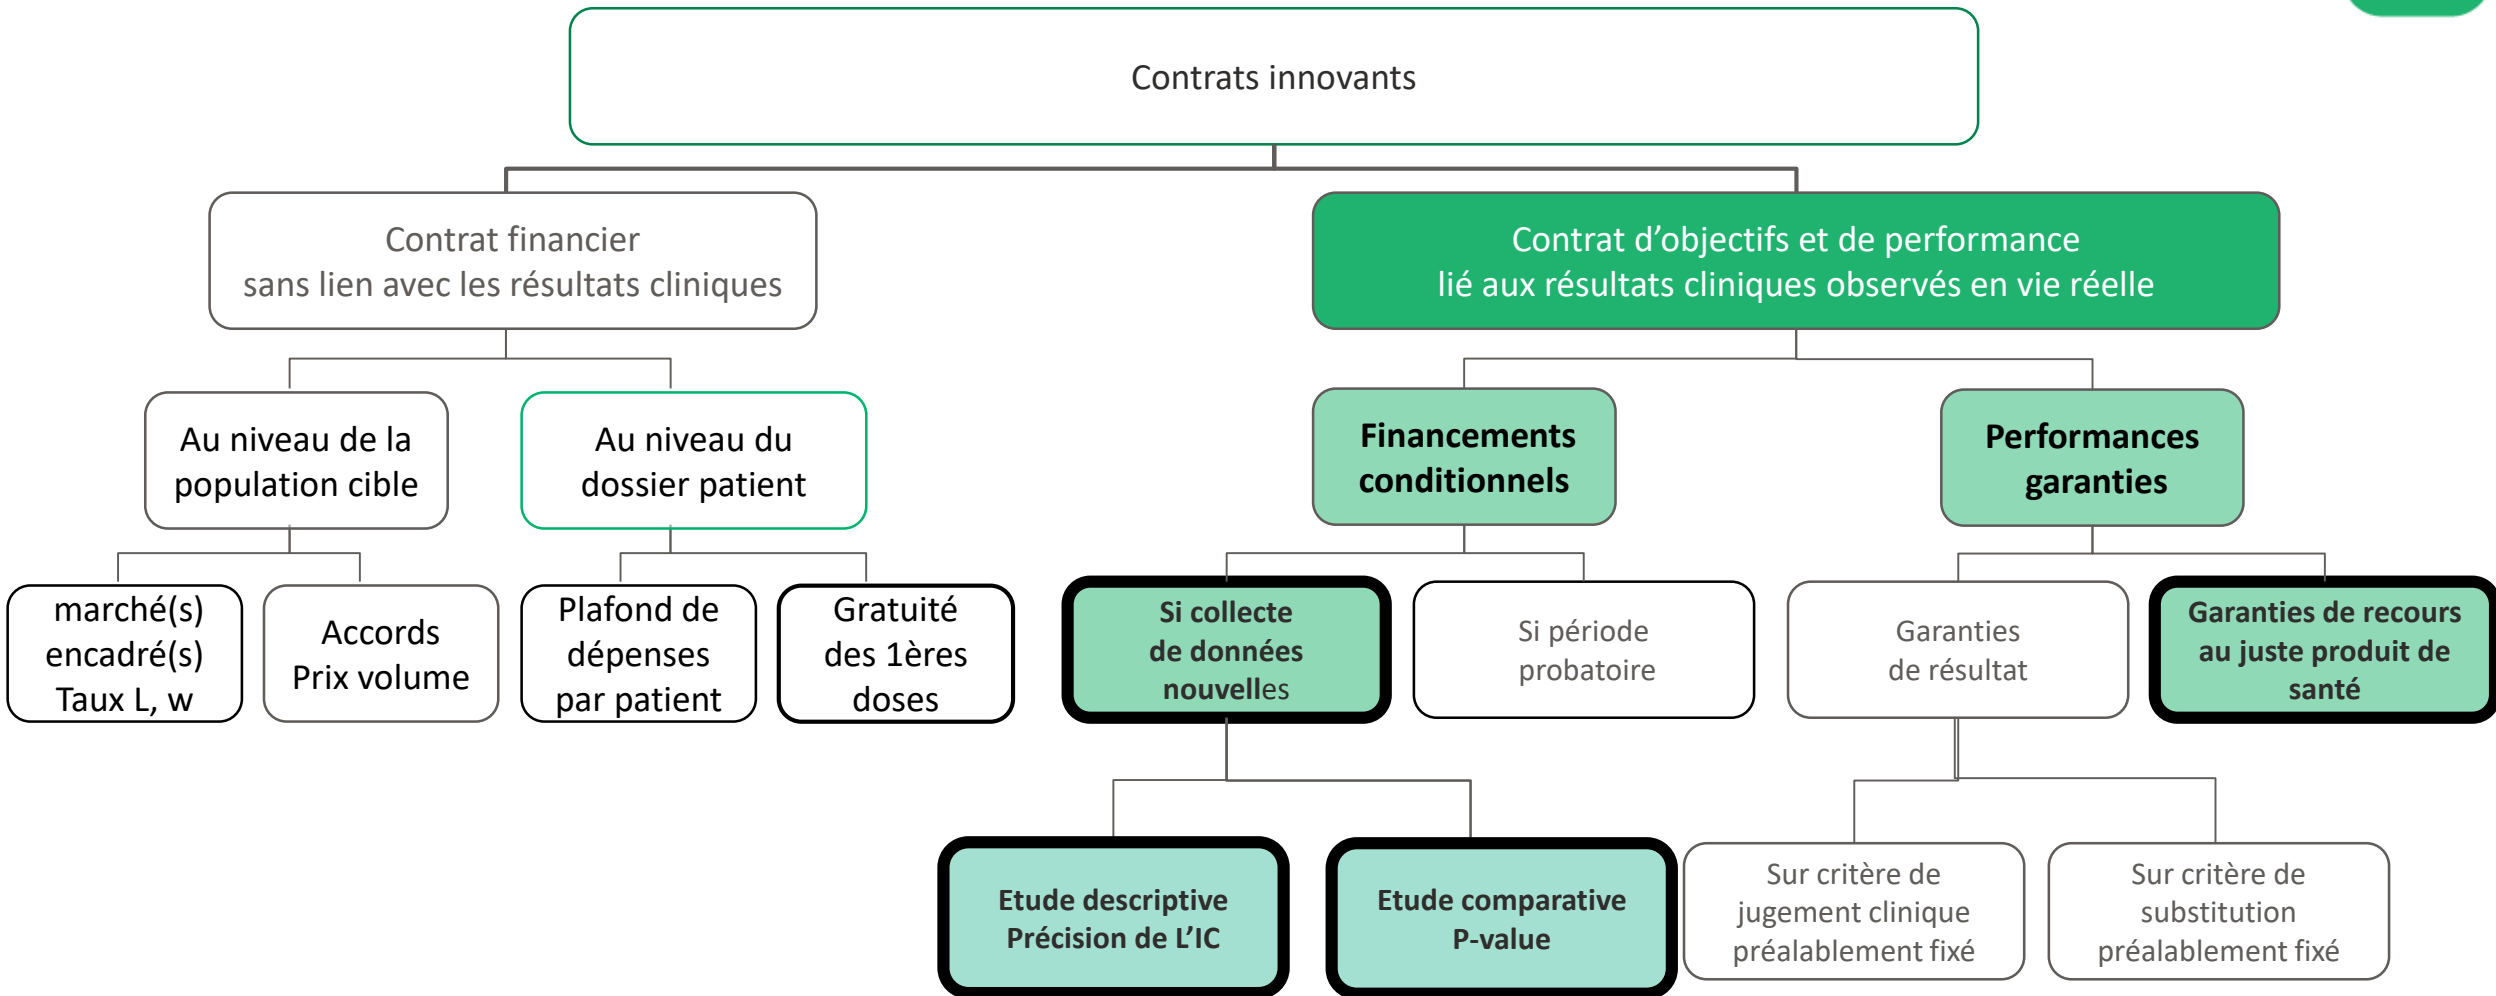 Contrats innovants
Contrat financier
sans lien avec les résultats cliniques
Contrat d’objectifs et de performance
lié aux résultats cliniques observés en vie réelle
Au niveau de la
population cible
Au niveau du
dossier patient
Financements
conditionnels
Performances
garanties
marché(s)
encadré(s)
Taux L, w
Accords
Prix volume
Plafond de
dépenses
par patient
Gratuité
des 1ères
doses
Si collecte
de données
nouvelles
Si période
probatoire
Garanties
de résultat
Garanties de recours
au juste produit de
santé
Etude descriptive
Précision de L’IC
Etude comparative
P-value
Sur critère de
jugement clinique
préalablement fixé
Sur critère de
substitution
préalablement fixé